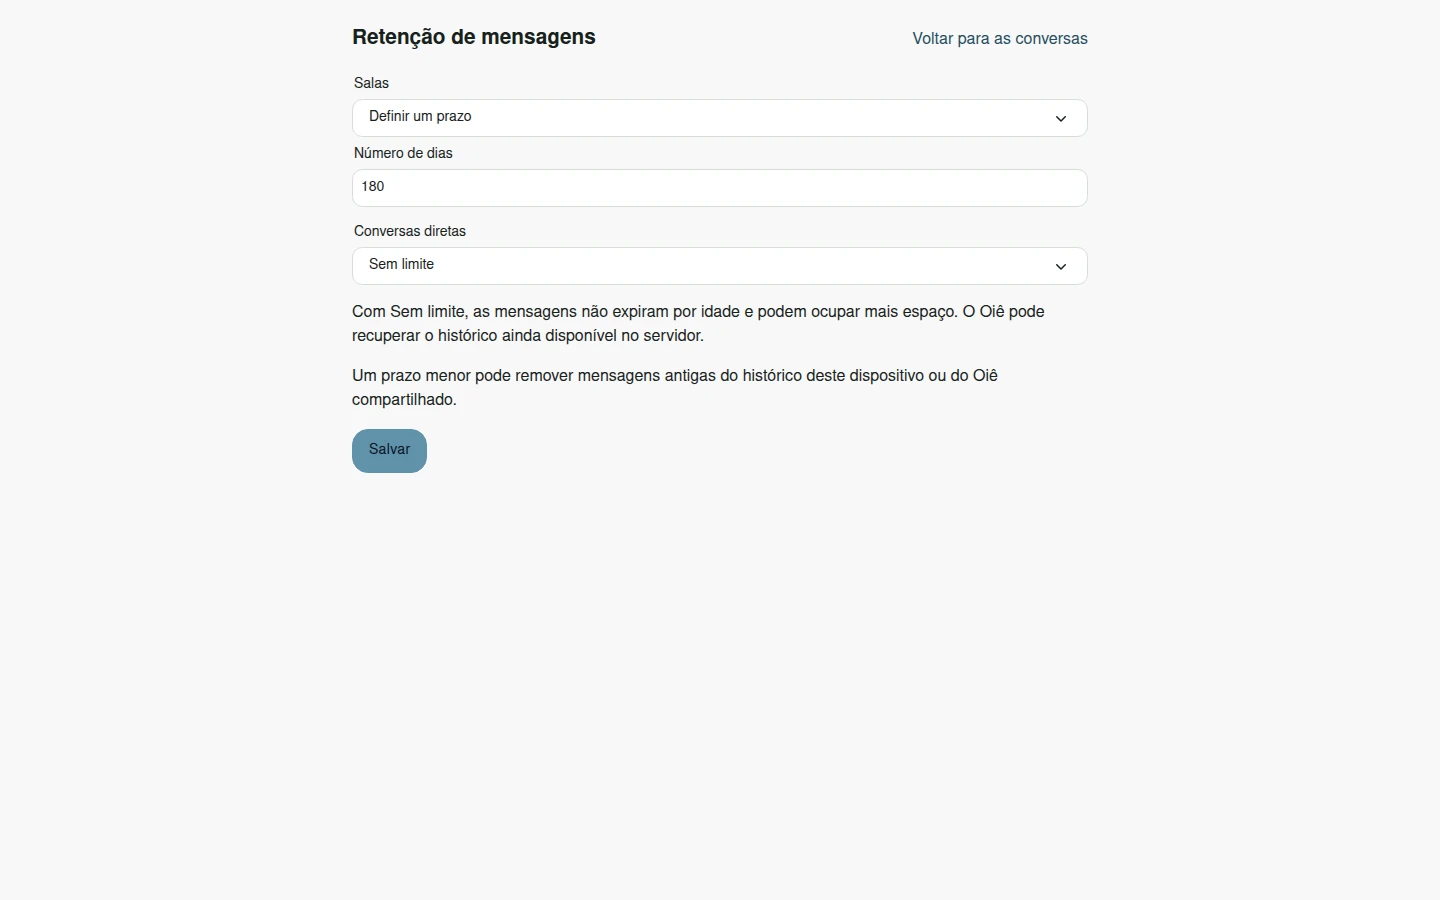 Retenção de mensagens
Voltar para as conversas
Salas
Definir um prazo
Número de dias
180
Conversas diretas
Sem limite
Com Sem limite, as mensagens não expiram por idade e podem ocupar mais espaço. O Oiê pode
recuperar o histórico ainda disponível no servidor.
Um prazo menor pode remover mensagens antigas do histórico deste dispositivo ou do Oiê
compartilhado.
Salvar